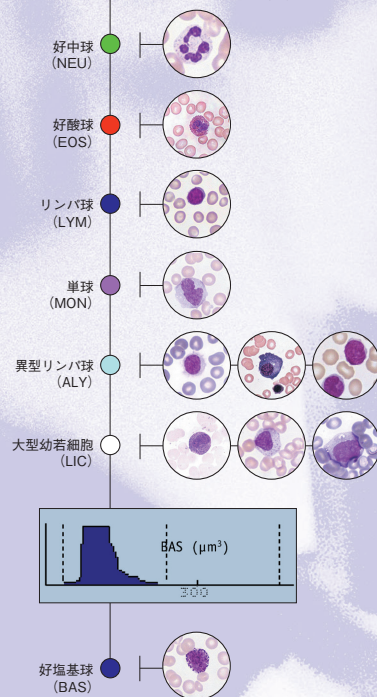 好中球
(NEU)
好酸球
(EOS)
リンパ球
(LYM)
単球
(MON)
異型リンパ球
(ALY)
大型幼若細胞
(LIC)
BAS (μm³)
300
好塩基球
(BAS)